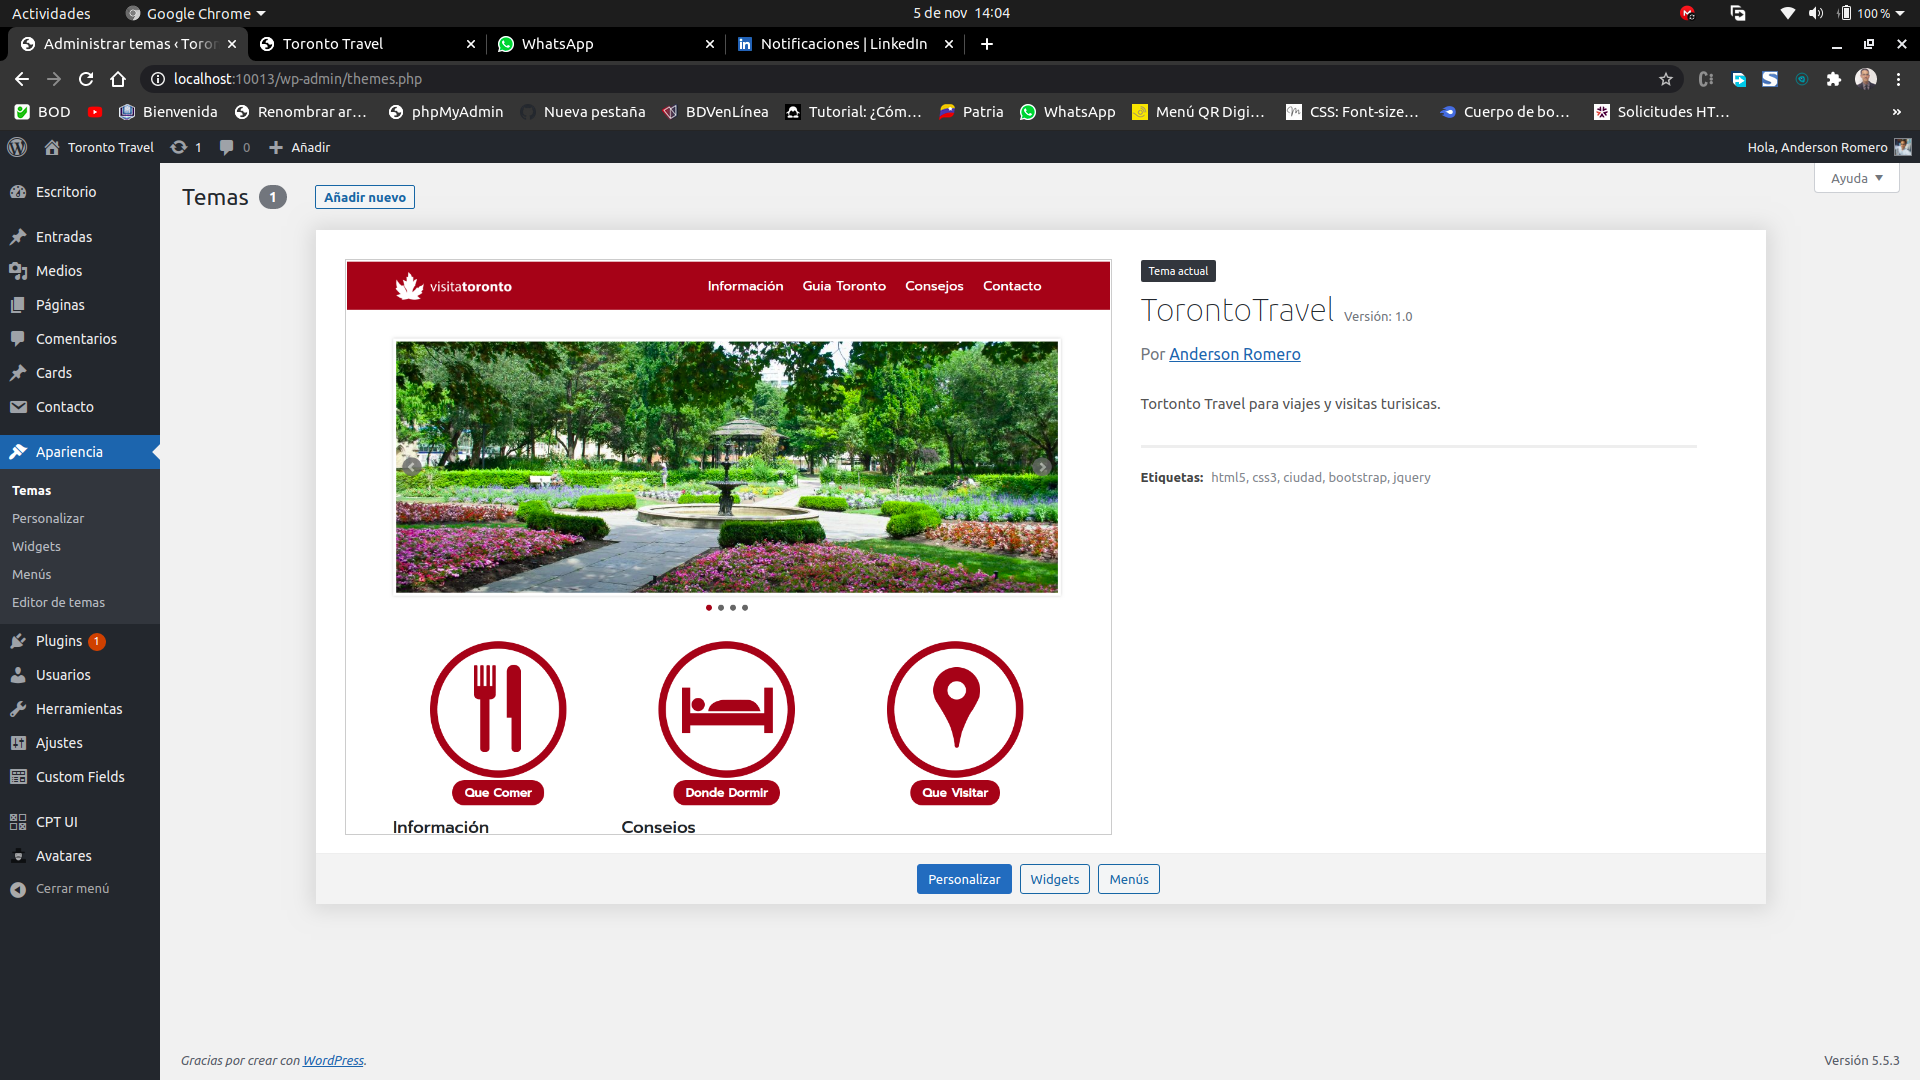 Actividades
Google Chrome
5 de nov 14:04
100 %
Administrar temas ‹ Toror
Toronto Travel
WhatsApp
Notificaciones | LinkedIn
localhost:10013/wp-admin/themes.php
BOD
Bienvenida
Renombrar ar…
phpMyAdmin
Nueva pestaña
BDVenLínea
Tutorial: ¿Cóm…
Patria
WhatsApp
Menú QR Digi…
CSS: Font-size…
Cuerpo de bo…
Solicitudes HT…
»
Toronto Travel
1
0
Añadir
Hola, Anderson Romero
Escritorio
Entradas
Medios
Páginas
Comentarios
Cards
Contacto
Apariencia
Temas
Personalizar
Widgets
Menús
Editor de temas
Plugins 1
Usuarios
Herramientas
Ajustes
Custom Fields
CPT UI
Avatares
Cerrar menú
Temas 1
Añadir nuevo
Ayuda
visitatoronto
Información
Guia Toronto
Consejos
Contacto
Que Comer
Donde Dormir
Que Visitar
Información
Consejos
Tema actual
TorontoTravel Versión: 1.0
Por Anderson Romero
Tortonto Travel para viajes y visitas turisicas.
Etiquetas: html5, css3, ciudad, bootstrap, jquery
Personalizar
Widgets
Menús
Gracias por crear con WordPress.
Versión 5.5.3